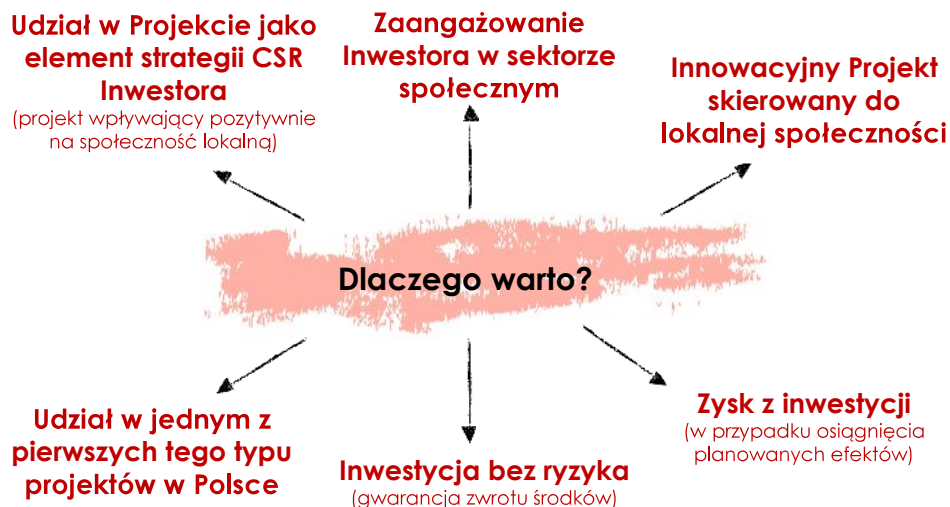 Udział w Projekcie jako
element strategii CSR
Inwestora
(projekt wpływający pozytywnie
na społeczność lokalną)
Zaangażowanie
Inwestora w sektorze
społecznym
Innowacyjny Projekt
skierowany do
lokalnej społeczności
Dlaczego warto?
Udział w jednym z
pierwszych tego typu
projektów w Polsce
Inwestycja bez ryzyka
(gwarancja zwrotu środków)
Zysk z inwestycji
(w przypadku osiągnięcia
planowanych efektów)